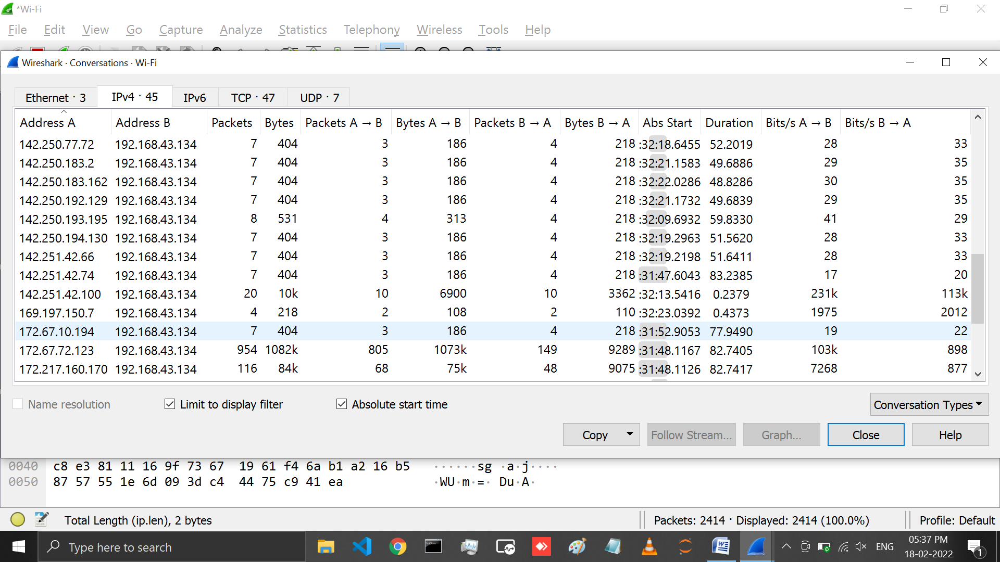 *Wi-Fi
File Edit View Go Capture Analyze Statistics Telephony Wireless Tools Help
Wireshark · Conversations · Wi-Fi
Ethernet · 3 IPv4 · 45 IPv6 TCP · 47 UDP · 7
Address A Address B Packets Bytes Packets A → B Bytes A → B Packets B → A Bytes B → A Abs Start Duration Bits/s A → B Bits/s B → A
142.250.77.72 192.168.43.134 7 404 3 186 4 218 :32:18.6455 52.2019 28 33
142.250.183.2 192.168.43.134 7 404 3 186 4 218 :32:21.1583 49.6886 29 35
142.250.183.162 192.168.43.134 7 404 3 186 4 218 :32:22.0286 48.8286 30 35
142.250.192.129 192.168.43.134 7 404 3 186 4 218 :32:21.1732 49.6839 29 35
142.250.193.195 192.168.43.134 8 531 4 313 4 218 :32:09.6932 59.8330 41 29
142.250.194.130 192.168.43.134 7 404 3 186 4 218 :32:19.2963 51.5620 28 33
142.251.42.66 192.168.43.134 7 404 3 186 4 218 :32:19.2198 51.6411 28 33
142.251.42.74 192.168.43.134 7 404 3 186 4 218 :31:47.6043 83.2385 17 20
142.251.42.100 192.168.43.134 20 10k 10 6900 10 3362 :32:13.5416 0.2379 231k 113k
169.197.150.7 192.168.43.134 4 218 2 108 2 110 :32:23.0392 0.4373 1975 2012
172.67.10.194 192.168.43.134 7 404 3 186 4 218 :31:52.9053 77.9490 19 22
172.67.72.123 192.168.43.134 954 1082k 805 1073k 149 9289 :31:48.1167 82.7405 103k 898
172.217.160.170 192.168.43.134 116 84k 68 75k 48 9075 :31:48.1126 82.7417 7268 877
Name resolution Limit to display filter Absolute start time Conversation Types
Copy Follow Stream... Graph... Close Help
0040 c8 e3 81 11 16 9f 73 67 19 61 f4 6a b1 a2 16 b5 ······sg ·a·j····
0050 87 57 55 1e 6d 09 3d c4 44 75 c9 41 ea ·WU·m·=· Du·A·
Total Length (ip.len), 2 bytes Packets: 2414 · Displayed: 2414 (100.0%) Profile: Default
Type here to search ENG 05:37 PM
18-02-2022 1